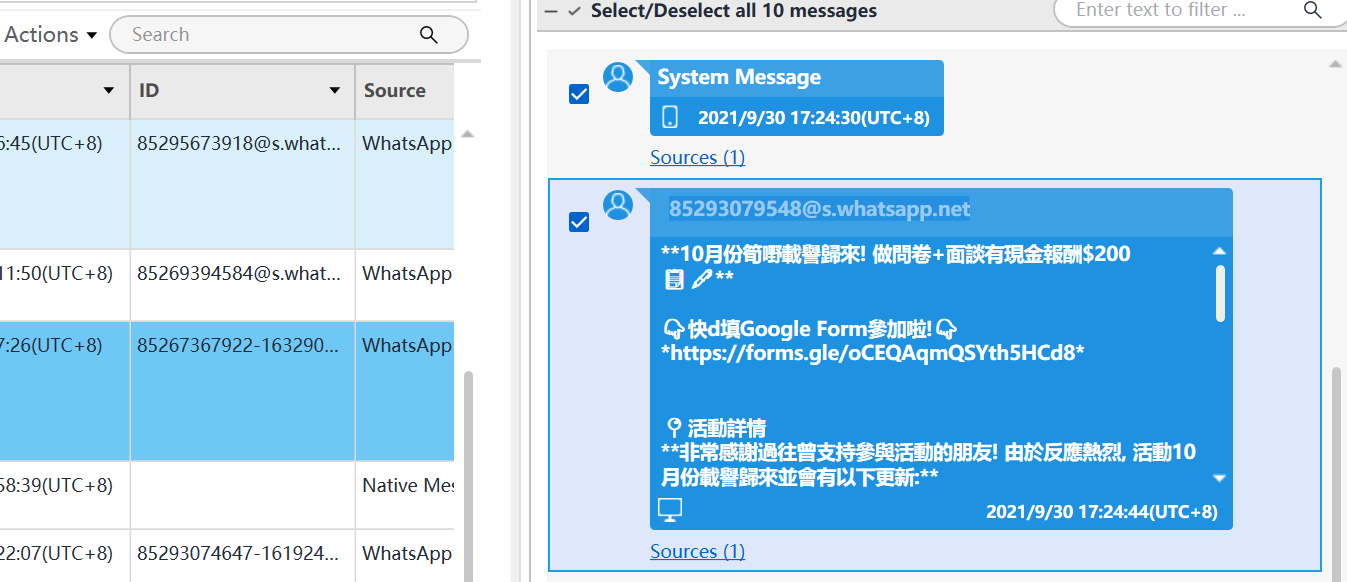 Actions
Search
ID
Source
6:45(UTC+8) 85295673918@s.what... WhatsApp
11:50(UTC+8) 85269394584@s.what... WhatsApp
7:26(UTC+8) 85267367922-163290... WhatsApp
58:39(UTC+8) Native Mes
22:07(UTC+8) 85293074647-161924... WhatsApp
Select/Deselect all 10 messages
Enter text to filter ...
System Message
2021/9/30 17:24:30(UTC+8)
Sources (1)
85293079548@s.whatsapp.net
**10月份筍嘢載譽歸來! 做問卷+面談有現金報酬$200
**
快d填Google Form參加啦!
*https://forms.gle/oCEQAqmQSYth5HCd8*
活動詳情
**非常感謝過往曾支持參與活動的朋友! 由於反應熱烈, 活動10
月份載譽歸來並會有以下更新:**
2021/9/30 17:24:44(UTC+8)
Sources (1)